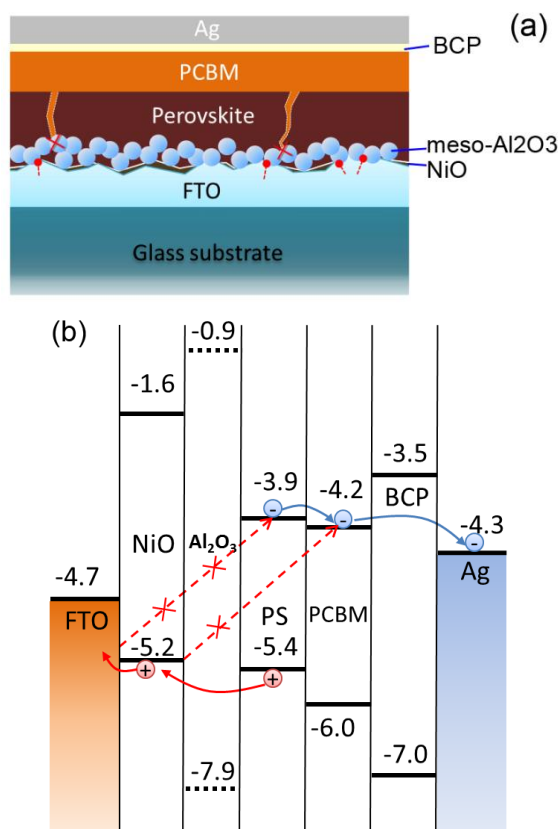 (a)
Ag
BCP
PCBM
Perovskite
meso-Al2O3
NiO
FTO
Glass substrate
(b)
-0.9
-1.6
-3.5
-3.9
-4.2
BCP
-4.3
NiO
Al₂O₃
-4.7
Ag
FTO
PS
PCBM
-5.2
-5.4
-6.0
-7.0
-7.9